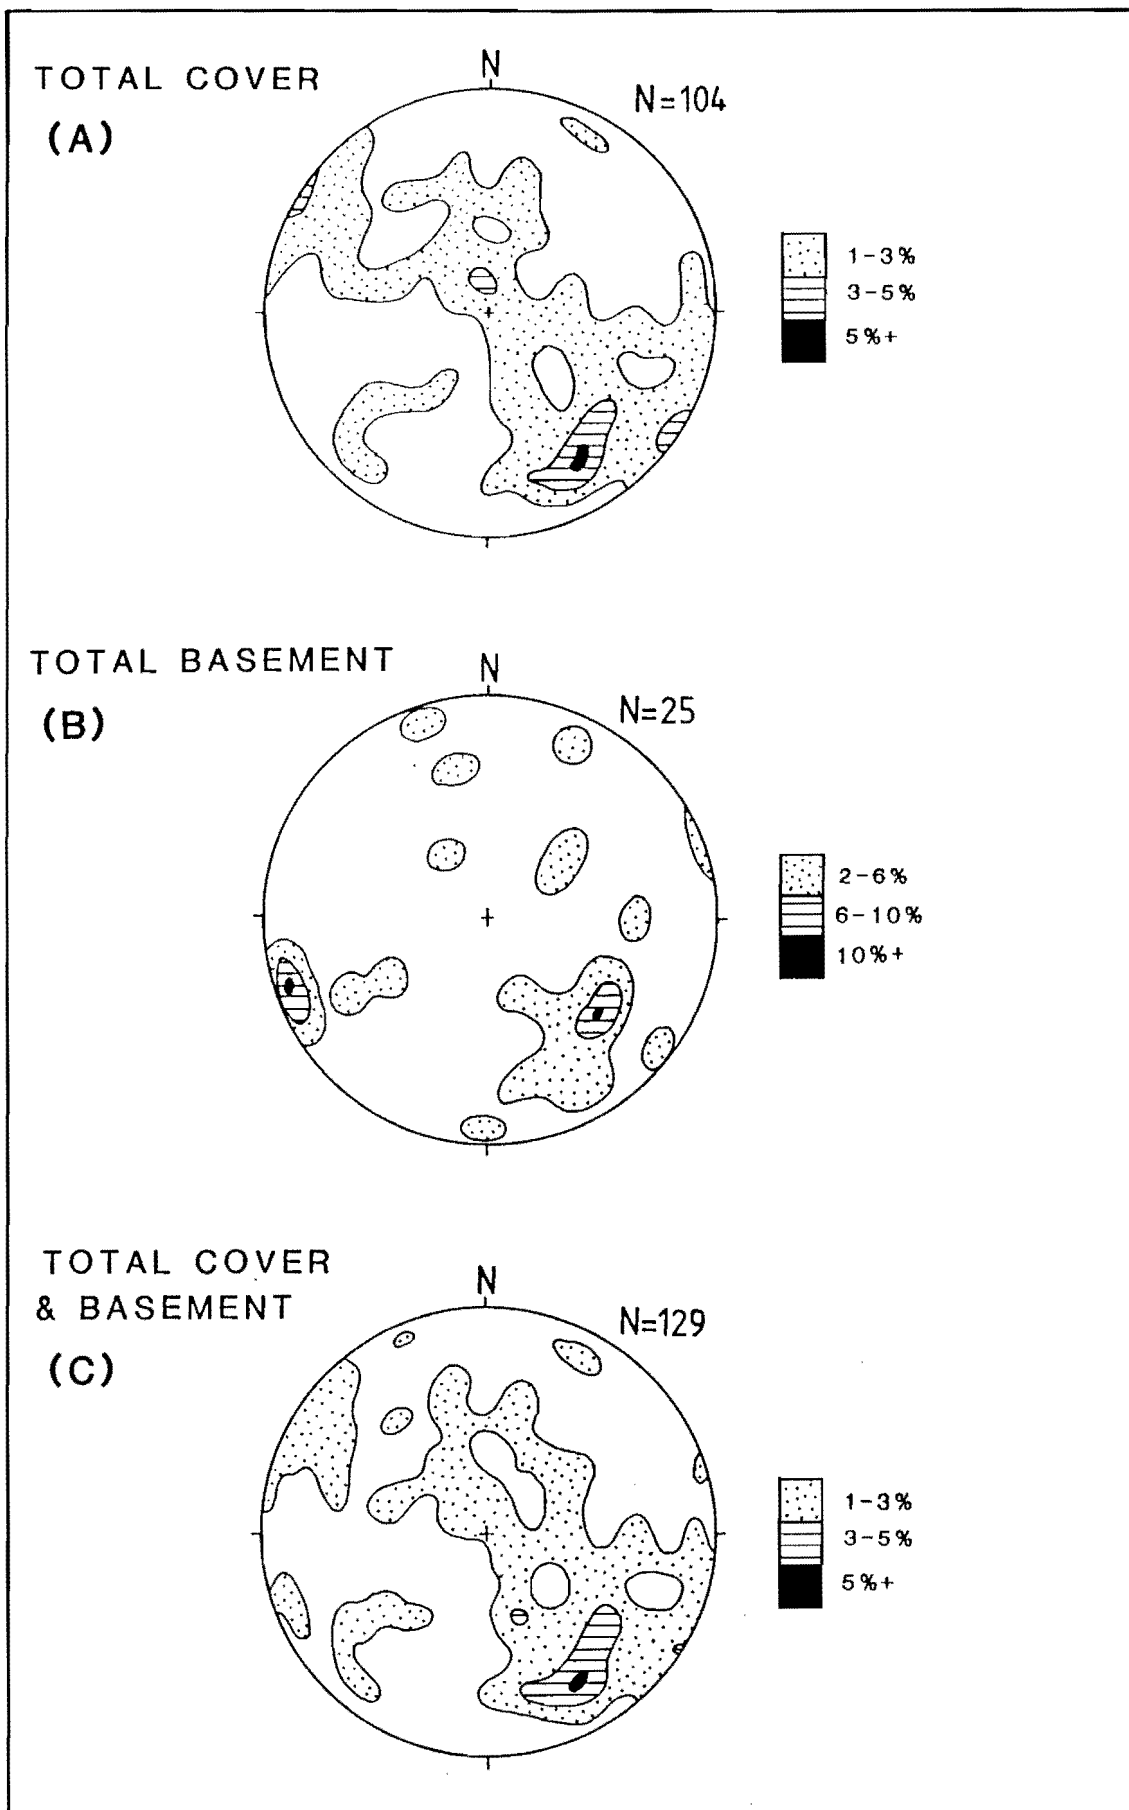 TOTAL COVER
(A)
N
N=104
1-3%
3-5%
5%+
TOTAL BASEMENT
(B)
N
N=25
2-6%
6-10%
10%+
TOTAL COVER
& BASEMENT
(C)
N
N=129
1-3%
3-5%
5%+